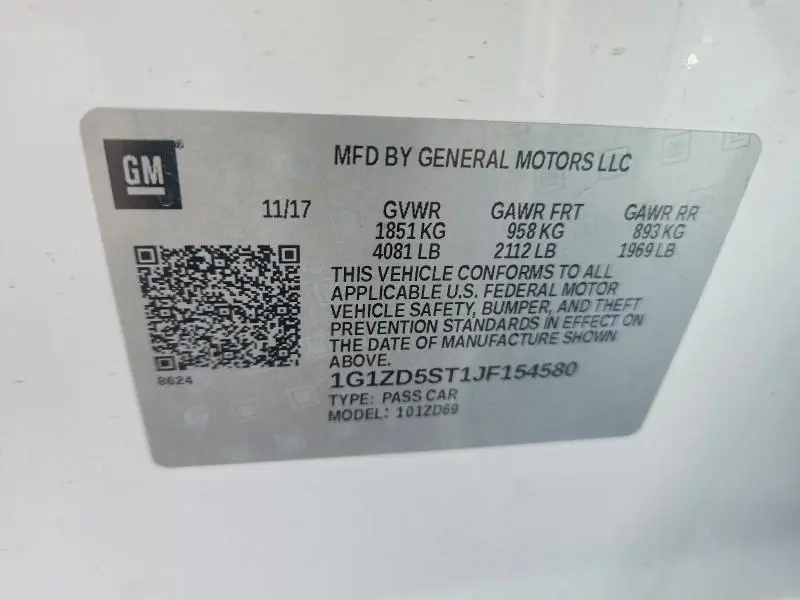 GM
MFD BY GENERAL MOTORS LLC
11/17 GVWR GAWR FRT GAWR RR
1851 KG 958 KG 893 KG
4081 LB 2112 LB 1969 LB
THIS VEHICLE CONFORMS TO ALL
APPLICABLE U.S. FEDERAL MOTOR
VEHICLE SAFETY, BUMPER, AND THEFT
PREVENTION STANDARDS IN EFFECT ON
THE DATE OF MANUFACTURE SHOWN
ABOVE.
8624
1G1ZD5ST1JF154580
TYPE: PASS CAR
MODEL: 101ZD69